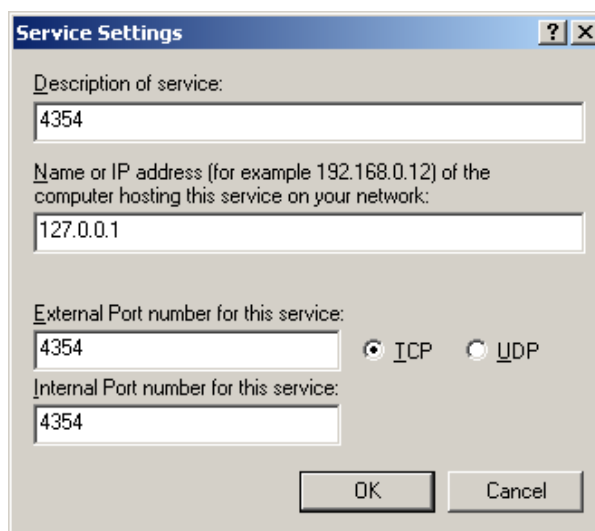 Service Settings
Description of service:
4354
Name or IP address (for example 192.168.0.12) of the
computer hosting this service on your network:
127.0.0.1
External Port number for this service:
4354 TCP UDP
Internal Port number for this service:
4354
OK Cancel